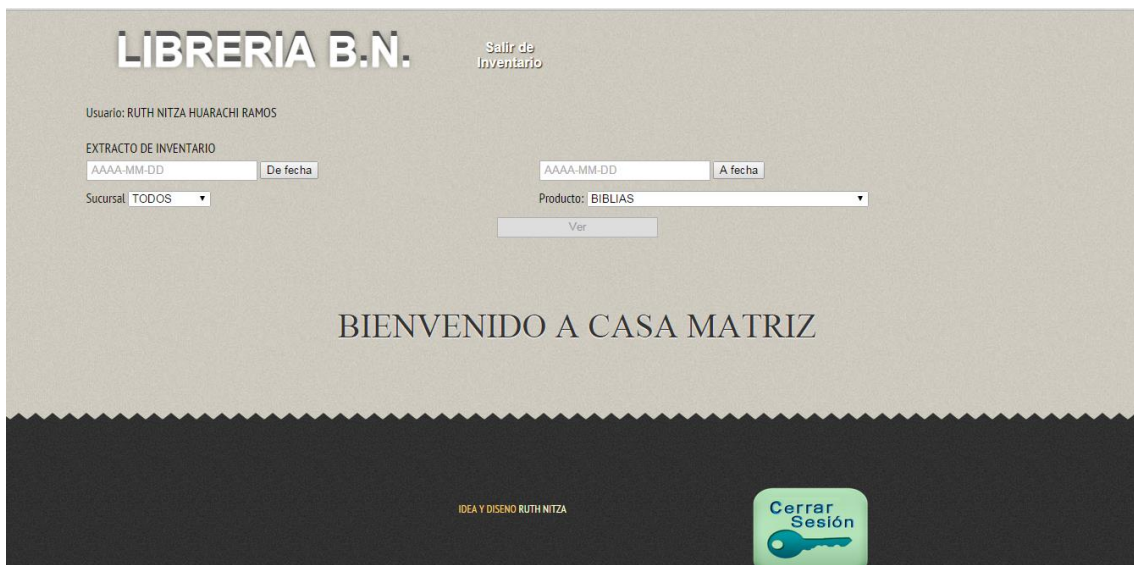 LIBRERIA B.N.
Salir de
Inventario
Usuario: RUTH NITZA HUARACHI RAMOS
EXTRACTO DE INVENTARIO
AAAA-MM-DD De fecha AAAA-MM-DD A fecha
Sucursal TODOS Producto: BIBLIAS
Ver
BIENVENIDO A CASA MATRIZ
IDEA Y DISENO RUTH NITZA
Cerrar
Sesión